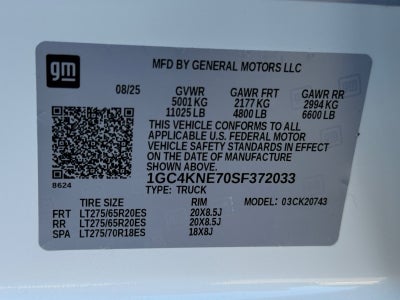 gm
MFD BY GENERAL MOTORS LLC
08/25 GVWR GAWR FRT GAWR RR
5001 KG 2177 KG 2994 KG
11025 LB 4800 LB 6600 LB
THIS VEHICLE CONFORMS TO ALL
APPLICABLE U.S. FEDERAL MOTOR
VEHICLE SAFETY STANDARDS IN EFFECT
ON THE DATE OF MANUFACTURE
SHOWN ABOVE.
8624 1GC4KNE70SF372033
TYPE: TRUCK
TIRE SIZE RIM MODEL: 03CK20743
FRT LT275/65R20ES 20X8.5J
RR LT275/65R20ES 20X8.5J
SPA LT275/70R18ES 18X8J